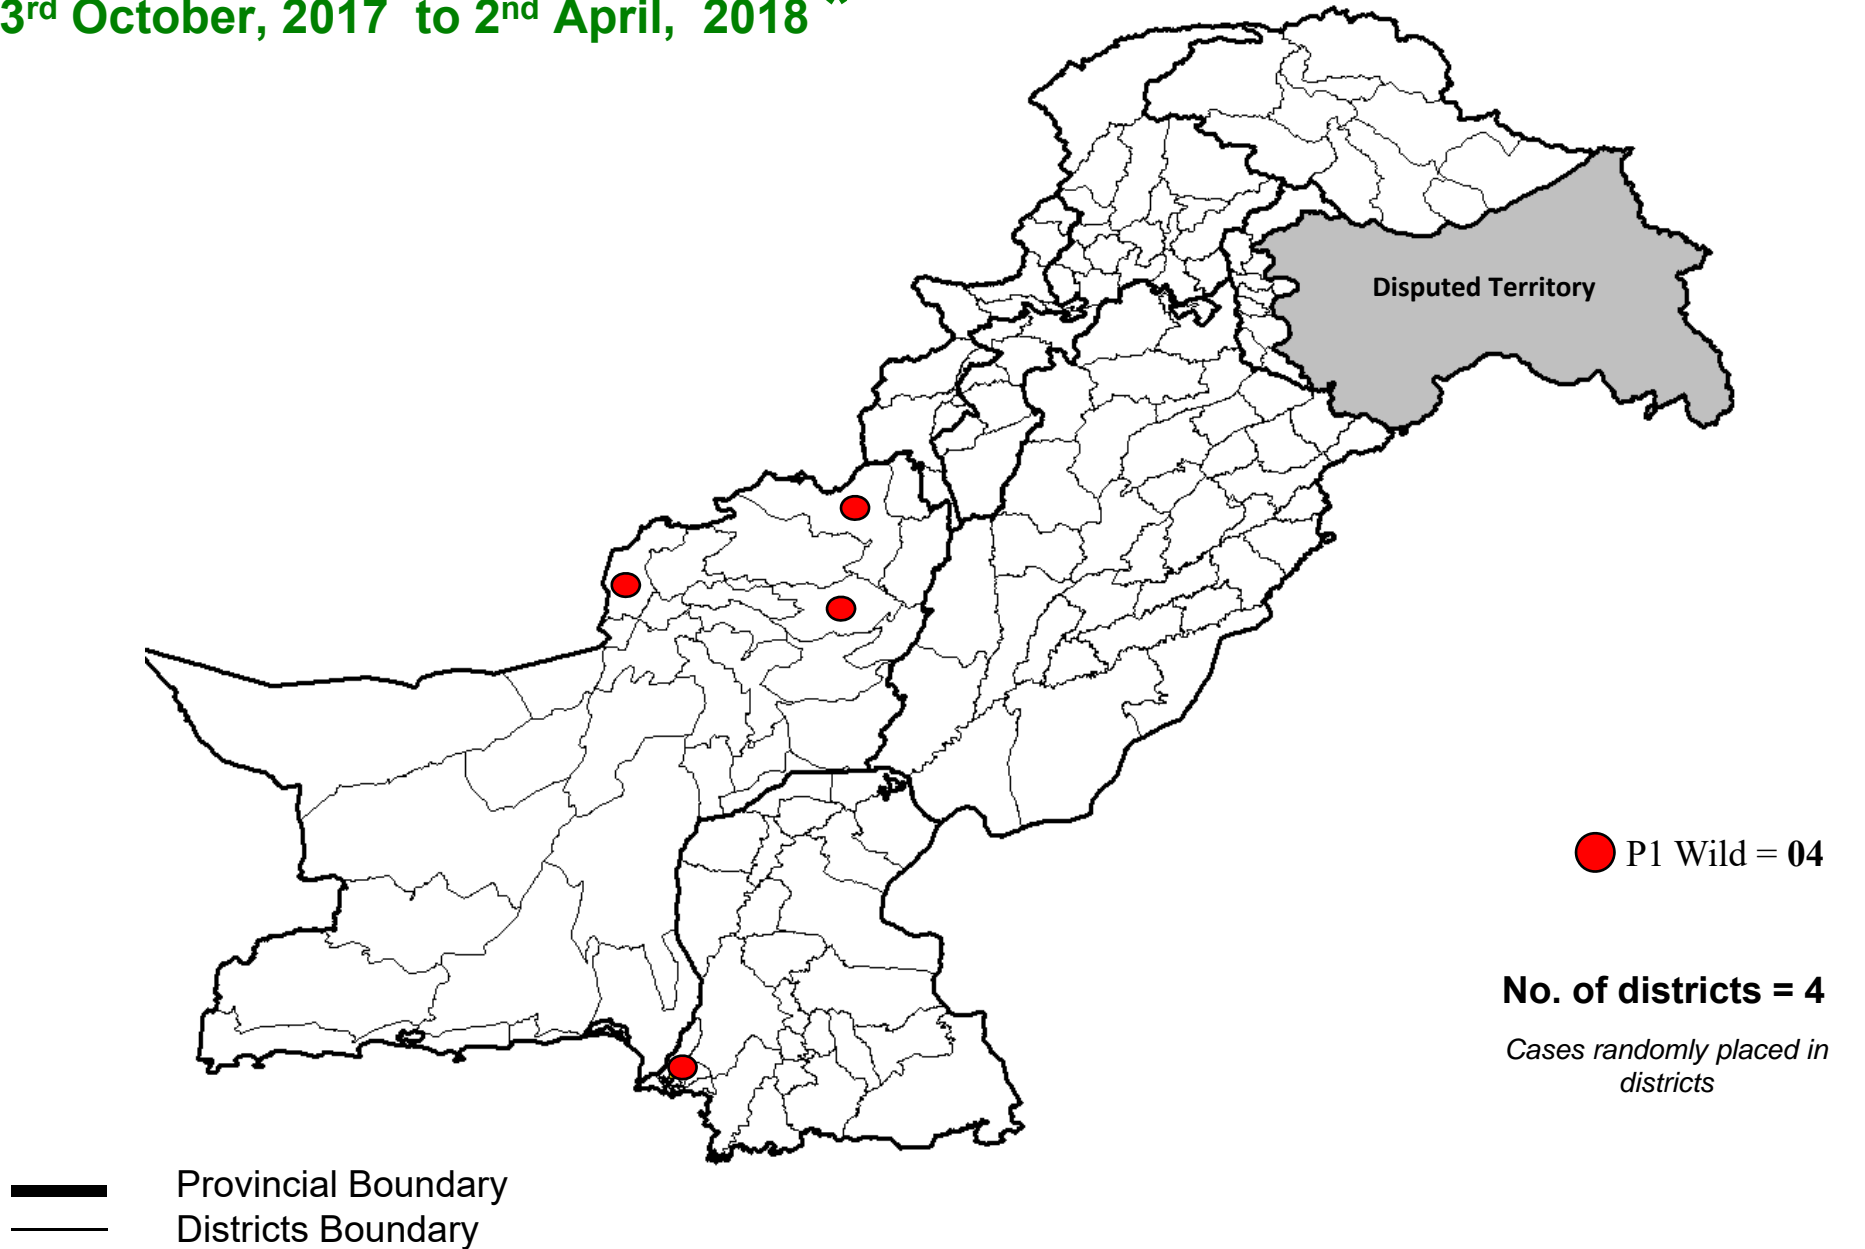 3rd October, 2017 to 2nd April, 2018 *
Disputed Territory
P1 Wild = 04
No. of districts = 4
Cases randomly placed in
districts
Provincial Boundary
Districts Boundary